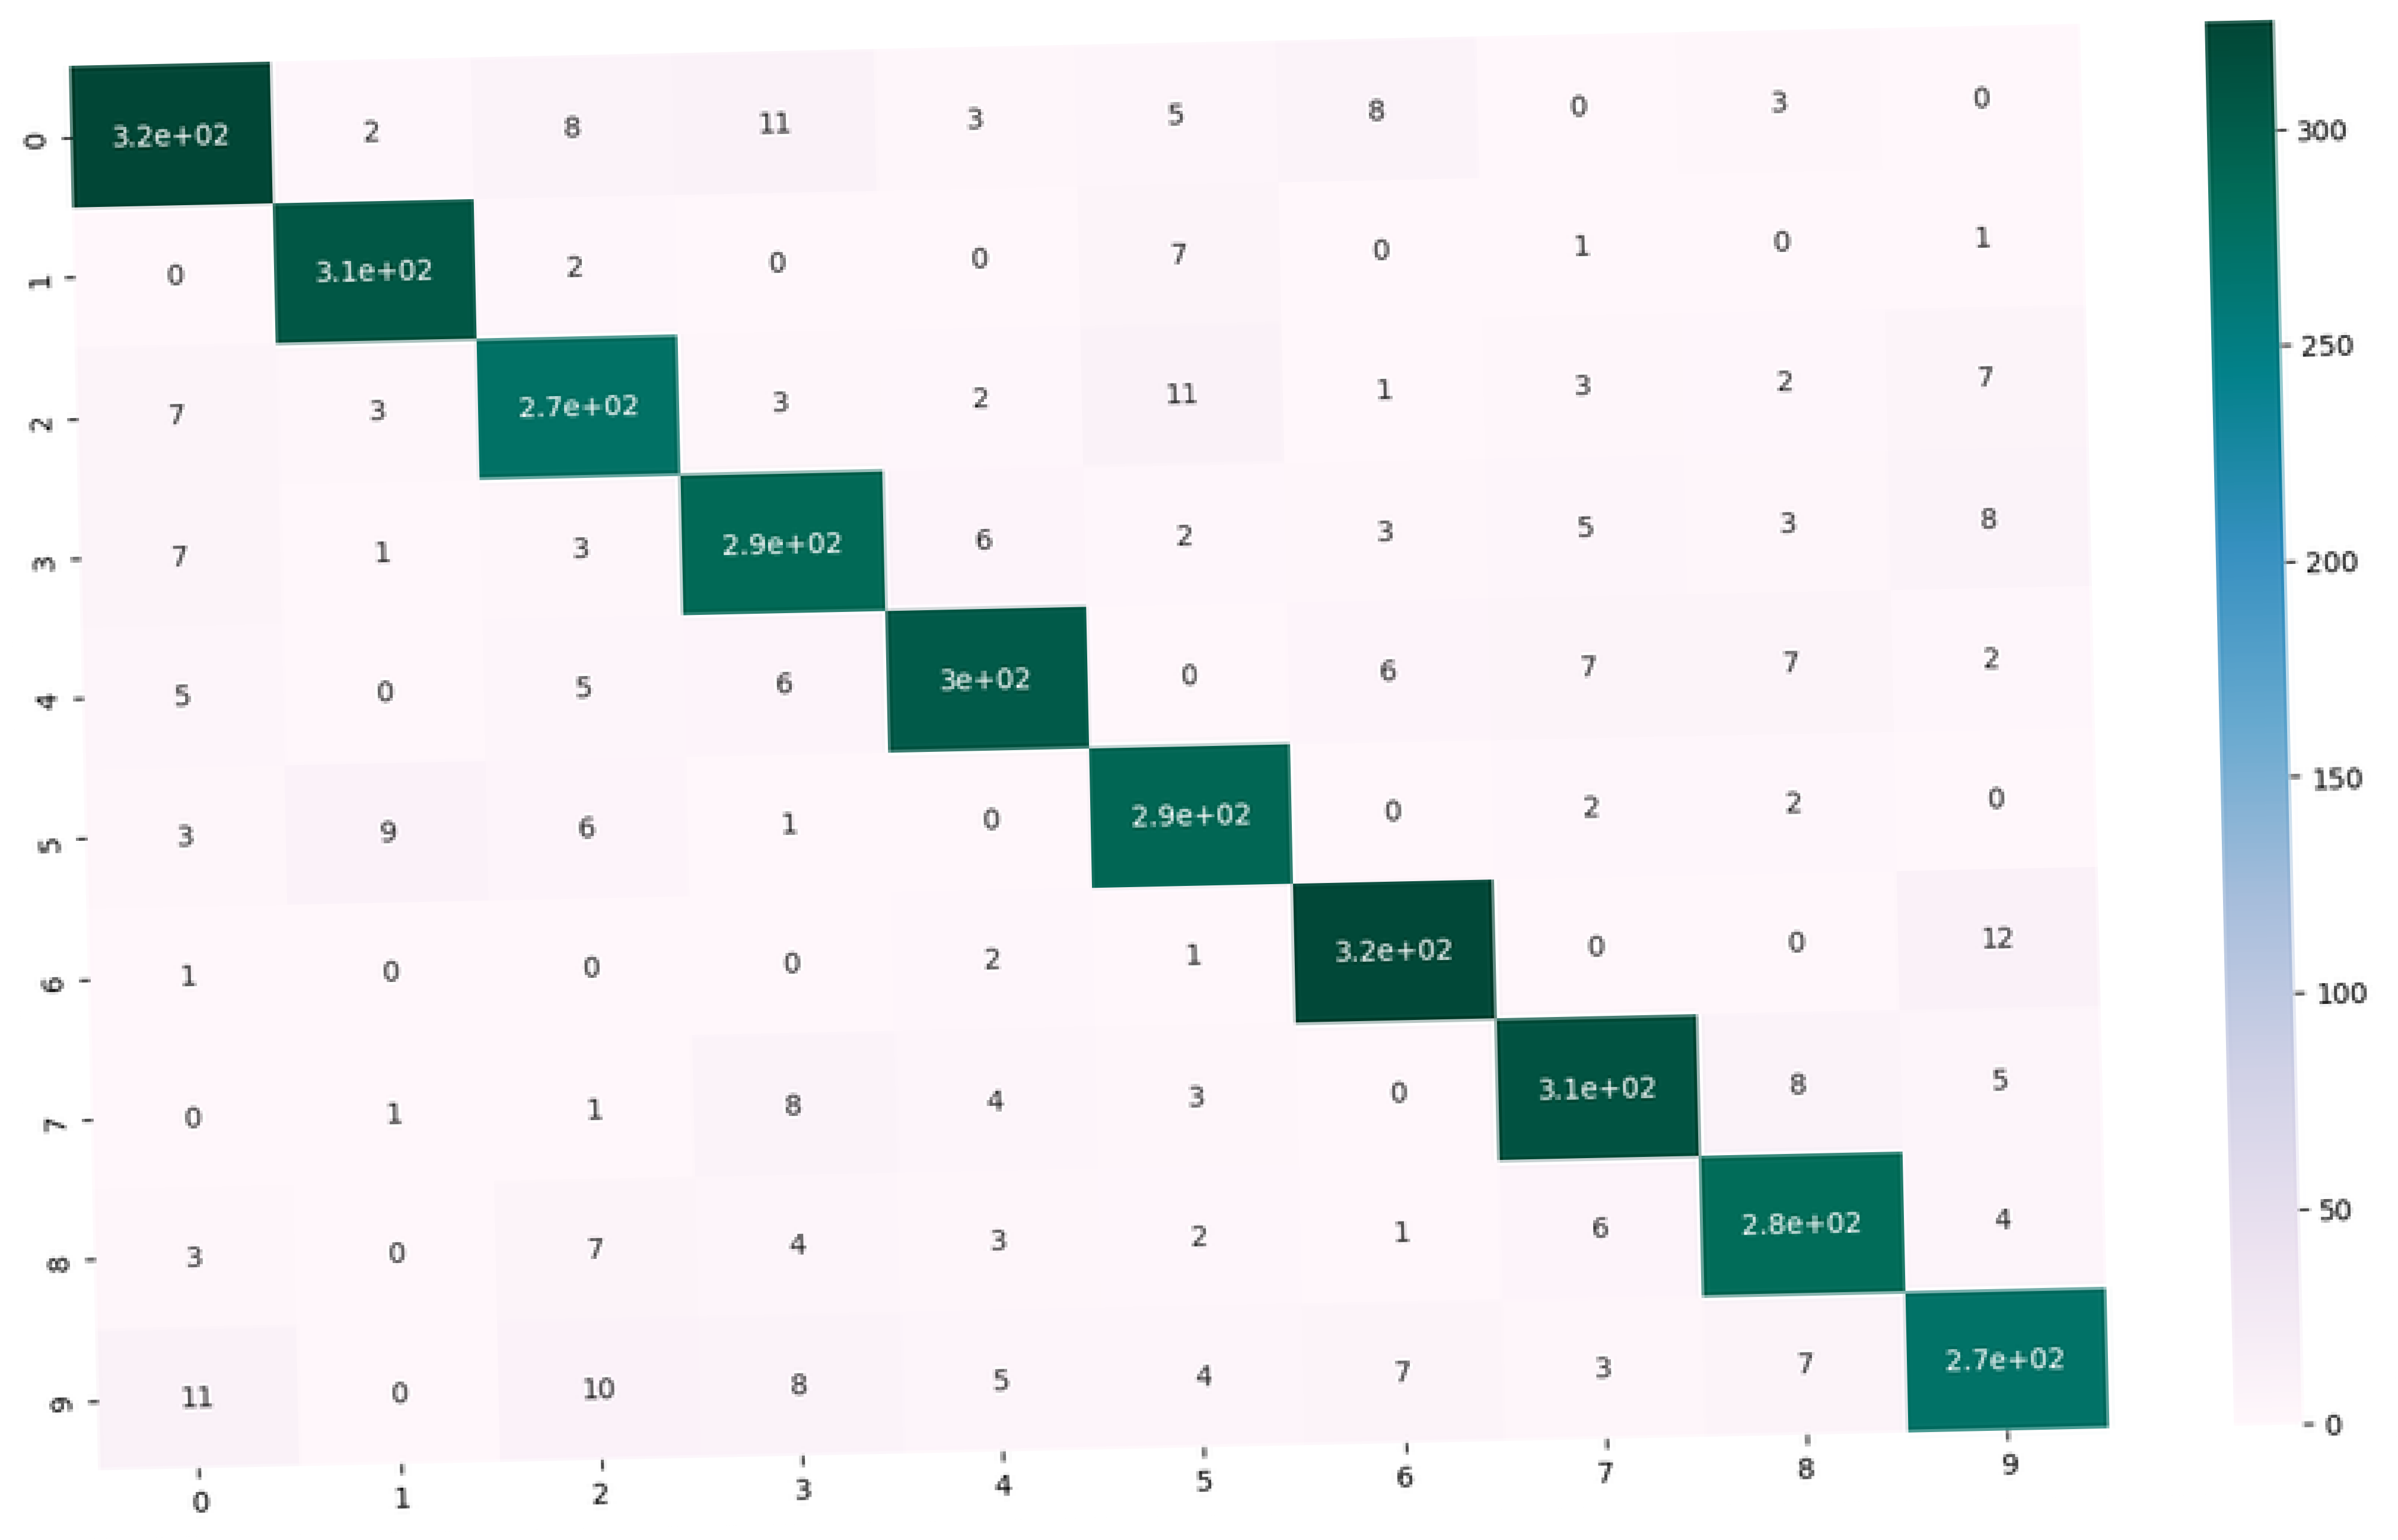 0 3.2e+02 2 8 11 3 5 8 0 3 0
1 0 3.1e+02 2 0 0 7 0 1 0 1
2 7 3 2.7e+02 3 2 11 1 3 2 7
3 7 1 3 2.9e+02 6 2 3 5 3 8
4 5 0 5 6 3e+02 0 6 7 7 2
5 3 9 6 1 0 2.9e+02 0 2 2 0
6 1 0 0 0 2 1 3.2e+02 0 0 12
7 0 1 1 8 4 3 0 3.1e+02 8 5
8 3 0 7 4 3 2 1 6 2.8e+02 4
9 11 0 10 8 5 4 7 3 7 2.7e+02
0 1 2 3 4 5 6 7 8 9
300
250
200
150
100
50
0